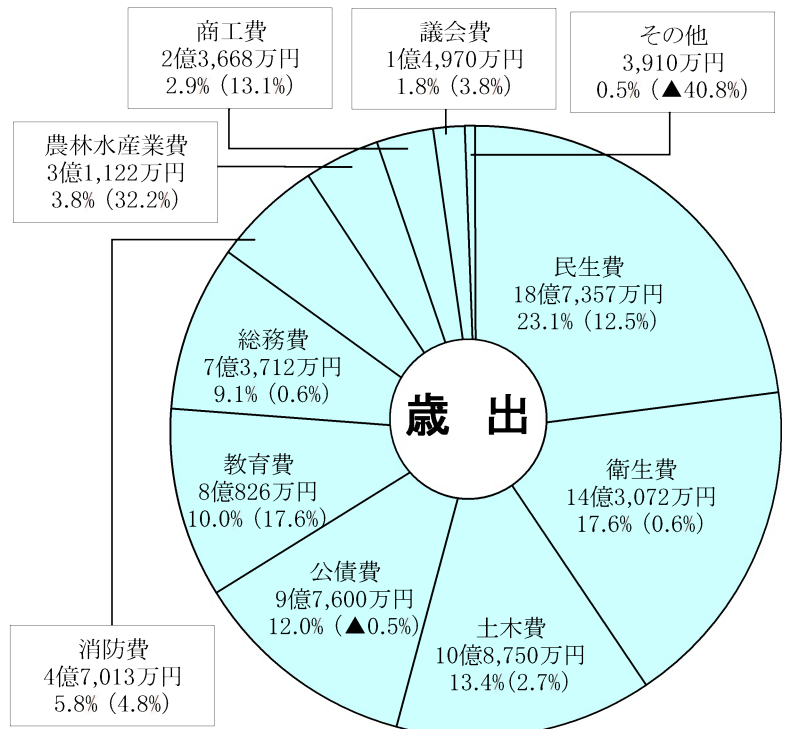 商工費
2億3,668万円
2.9% (13.1%)
議会費
1億4,970万円
1.8% (3.8%)
その他
3,910万円
0.5% (▲40.8%)
農林水産業費
3億1,122万円
3.8% (32.2%)
民生費
18億7,357万円
23.1% (12.5%)
総務費
7億3,712万円
9.1% (0.6%)
歳 出
教育費
8億826万円
10.0% (17.6%)
衛生費
14億3,072万円
17.6% (0.6%)
公債費
9億7,600万円
12.0% (▲0.5%)
土木費
10億8,750万円
13.4%(2.7%)
消防費
4億7,013万円
5.8% (4.8%)